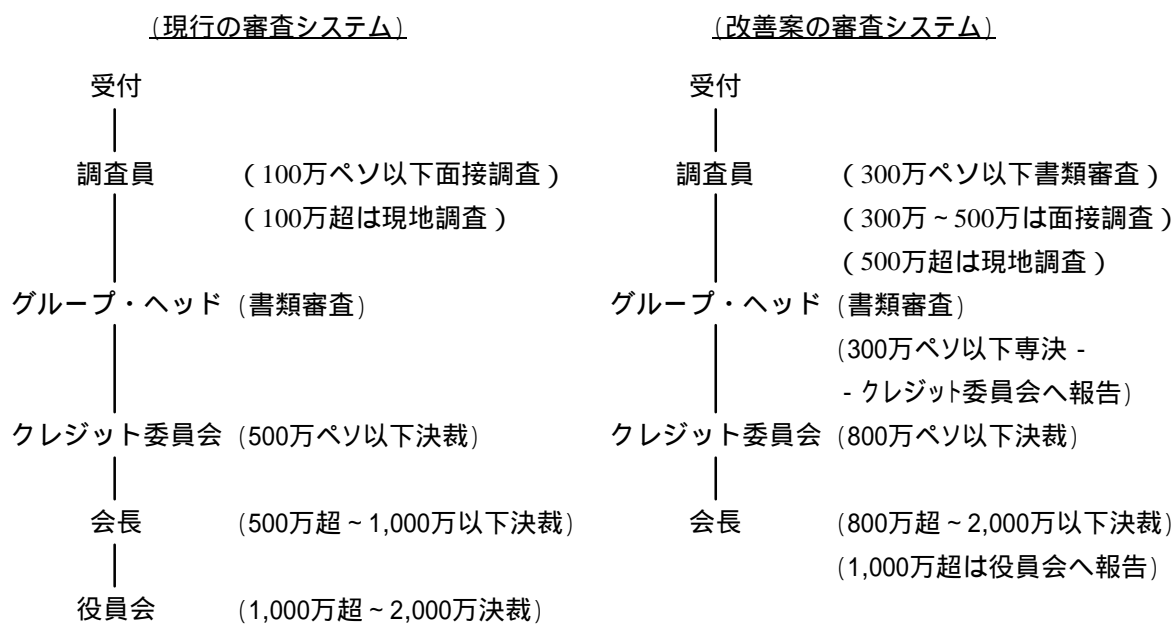 (現行の審査システム)
受付
調査員 (100万ペソ以下面接調査)
(100万超は現地調査)
グループ・ヘッド (書類審査)
クレジット委員会 (500万ペソ以下決裁)
会長 (500万超~1,000万以下決裁)
役員会 (1,000万超~2,000万決裁)
(改善案の審査システム)
受付
調査員 (300万ペソ以下書類審査)
(300万~500万は面接調査)
(500万超は現地調査)
グループ・ヘッド (書類審査)
(300万ペソ以下専決 -
- クレジット委員会へ報告)
クレジット委員会 (800万ペソ以下決裁)
会長 (800万超~2,000万以下決裁)
(1,000万超は役員会へ報告)